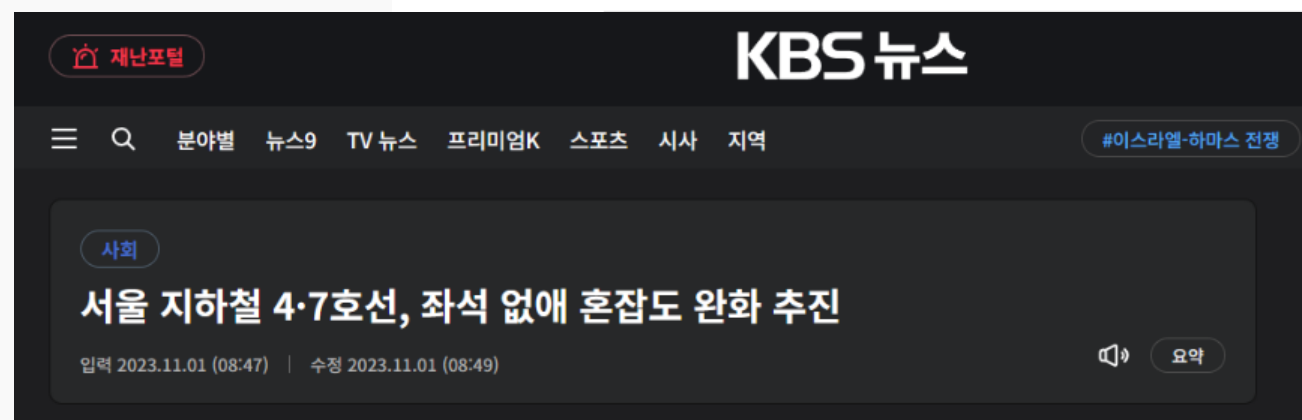 재난포털
KBS 뉴스
분야별 뉴스9 TV 뉴스 프리미엄K 스포츠 시사 지역 #이스라엘-하마스 전쟁
사회
서울 지하철 4·7호선, 좌석 없애 혼잡도 완화 추진
입력 2023.11.01 (08:47) | 수정 2023.11.01 (08:49)
요약